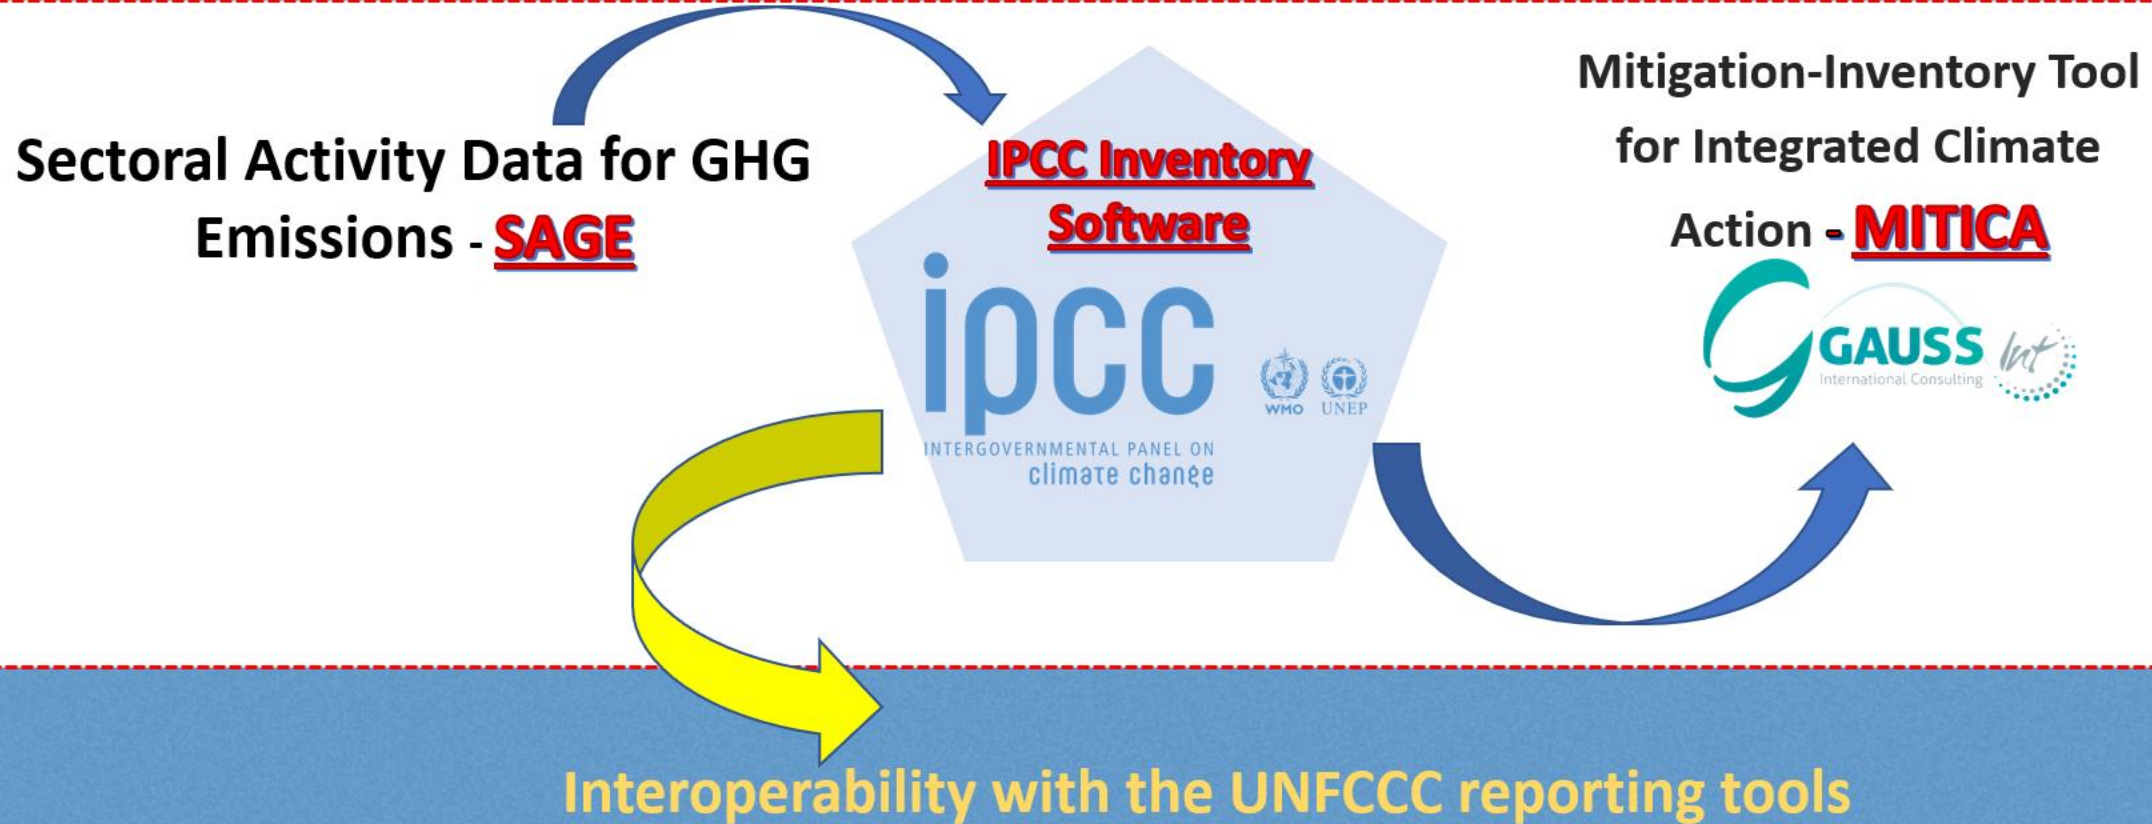 Sectoral Activity Data for GHG
Emissions - SAGE
IPCC Inventory
Software
ipcc
INTERGOVERNMENTAL PANEL ON
climate change
WMO
UNEP
Mitigation-Inventory Tool
for Integrated Climate
Action - MITICA
GAUSS Int
International Consulting
Interoperability with the UNFCCC reporting tools